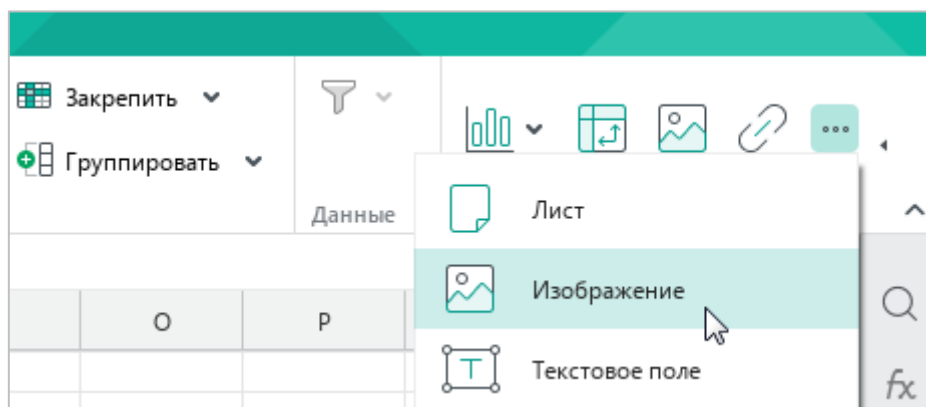 Закрепить
Группировать
Данные
Лист
Изображение
Текстовое поле
O
P
fx